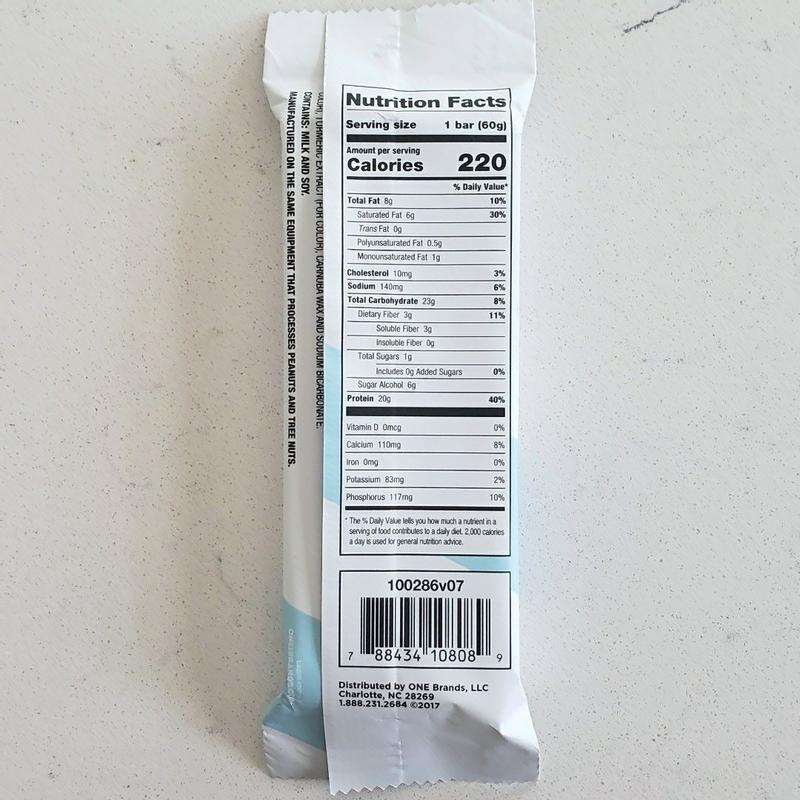 Nutrition Facts
Serving size 1 bar (60g)
Amount per serving
Calories 220
% Daily Value*
Total Fat 8g 10%
Saturated Fat 6g 30%
Trans Fat 0g
Polyunsaturated Fat 0.5g
Monounsaturated Fat 1g
Cholesterol 10mg 3%
Sodium 140mg 6%
Total Carbohydrate 23g 8%
Dietary Fiber 3g 11%
Soluble Fiber 3g
Insoluble Fiber 0g
Total Sugars 1g
Includes 0g Added Sugars 0%
Sugar Alcohol 6g
Protein 20g 40%
Vitamin D 0mcg 0%
Calcium 110mg 8%
Iron 0mg 0%
Potassium 83mg 2%
Phosphorus 117mg 10%
* The % Daily Value tells you how much a nutrient in a
serving of food contributes to a daily diet. 2,000 calories
a day is used for general nutrition advice.
100286v07
7 88434 10808 9
Distributed by ONE Brands, LLC
Charlotte, NC 28269
1.888.231.2684 ©2017
TURMERIC EXTRACT (FOR COLOR), CARNUBA WAX AND SODIUM BICARBONATE.
CONTAINS: MILK AND SOY.
MANUFACTURED ON THE SAME EQUIPMENT THAT PROCESSES PEANUTS AND TREE NUTS.